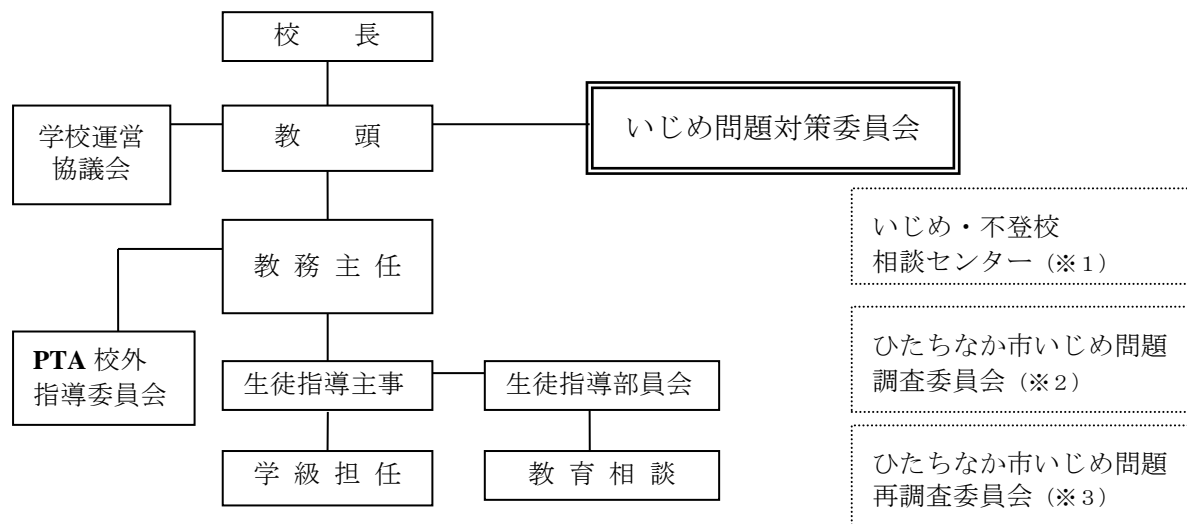 校　長
学校運営
協議会
教　頭
いじめ問題対策委員会
教 務 主 任
いじめ・不登校
相談センター（※１）
PTA 校外
指導委員会
生徒指導主事
生徒指導部員会
ひたちなか市いじめ問題
調査委員会（※２）
学 級 担 任
教 育 相 談
ひたちなか市いじめ問題
再調査委員会（※３）